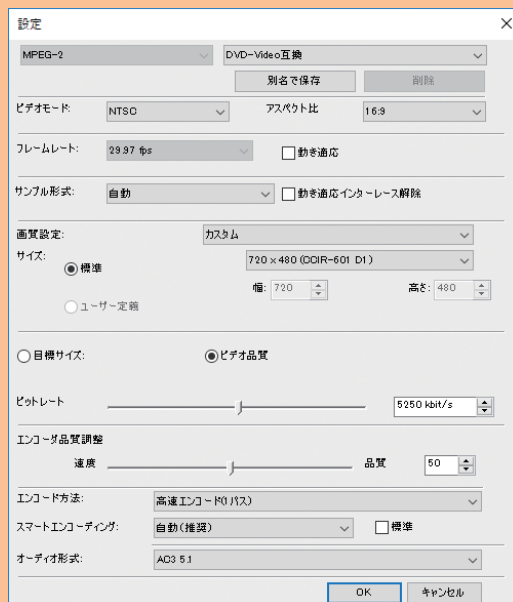 設定
MPEG-2 DVD-Video互換
別名で保存 削除
ビデオモード: NTSC アスペクト比 16:9
フレームレート: 29.97 fps 動き適応
サンプル形式: 自動 動き適応インターレース解除
画質設定: カスタム
サイズ: 標準 720 x 480 (CCIR-601 D1)
幅: 720 高さ: 480
ユーザー定義
目標サイズ: ビデオ品質
ビットレート 5250 kbit/s
エンコーダ品質調整
速度 品質 50
エンコード方法: 高速エンコード(1パス)
スマートエンコーディング: 自動(推奨) 標準
オーディオ形式: AC3 5.1
OK キャンセル